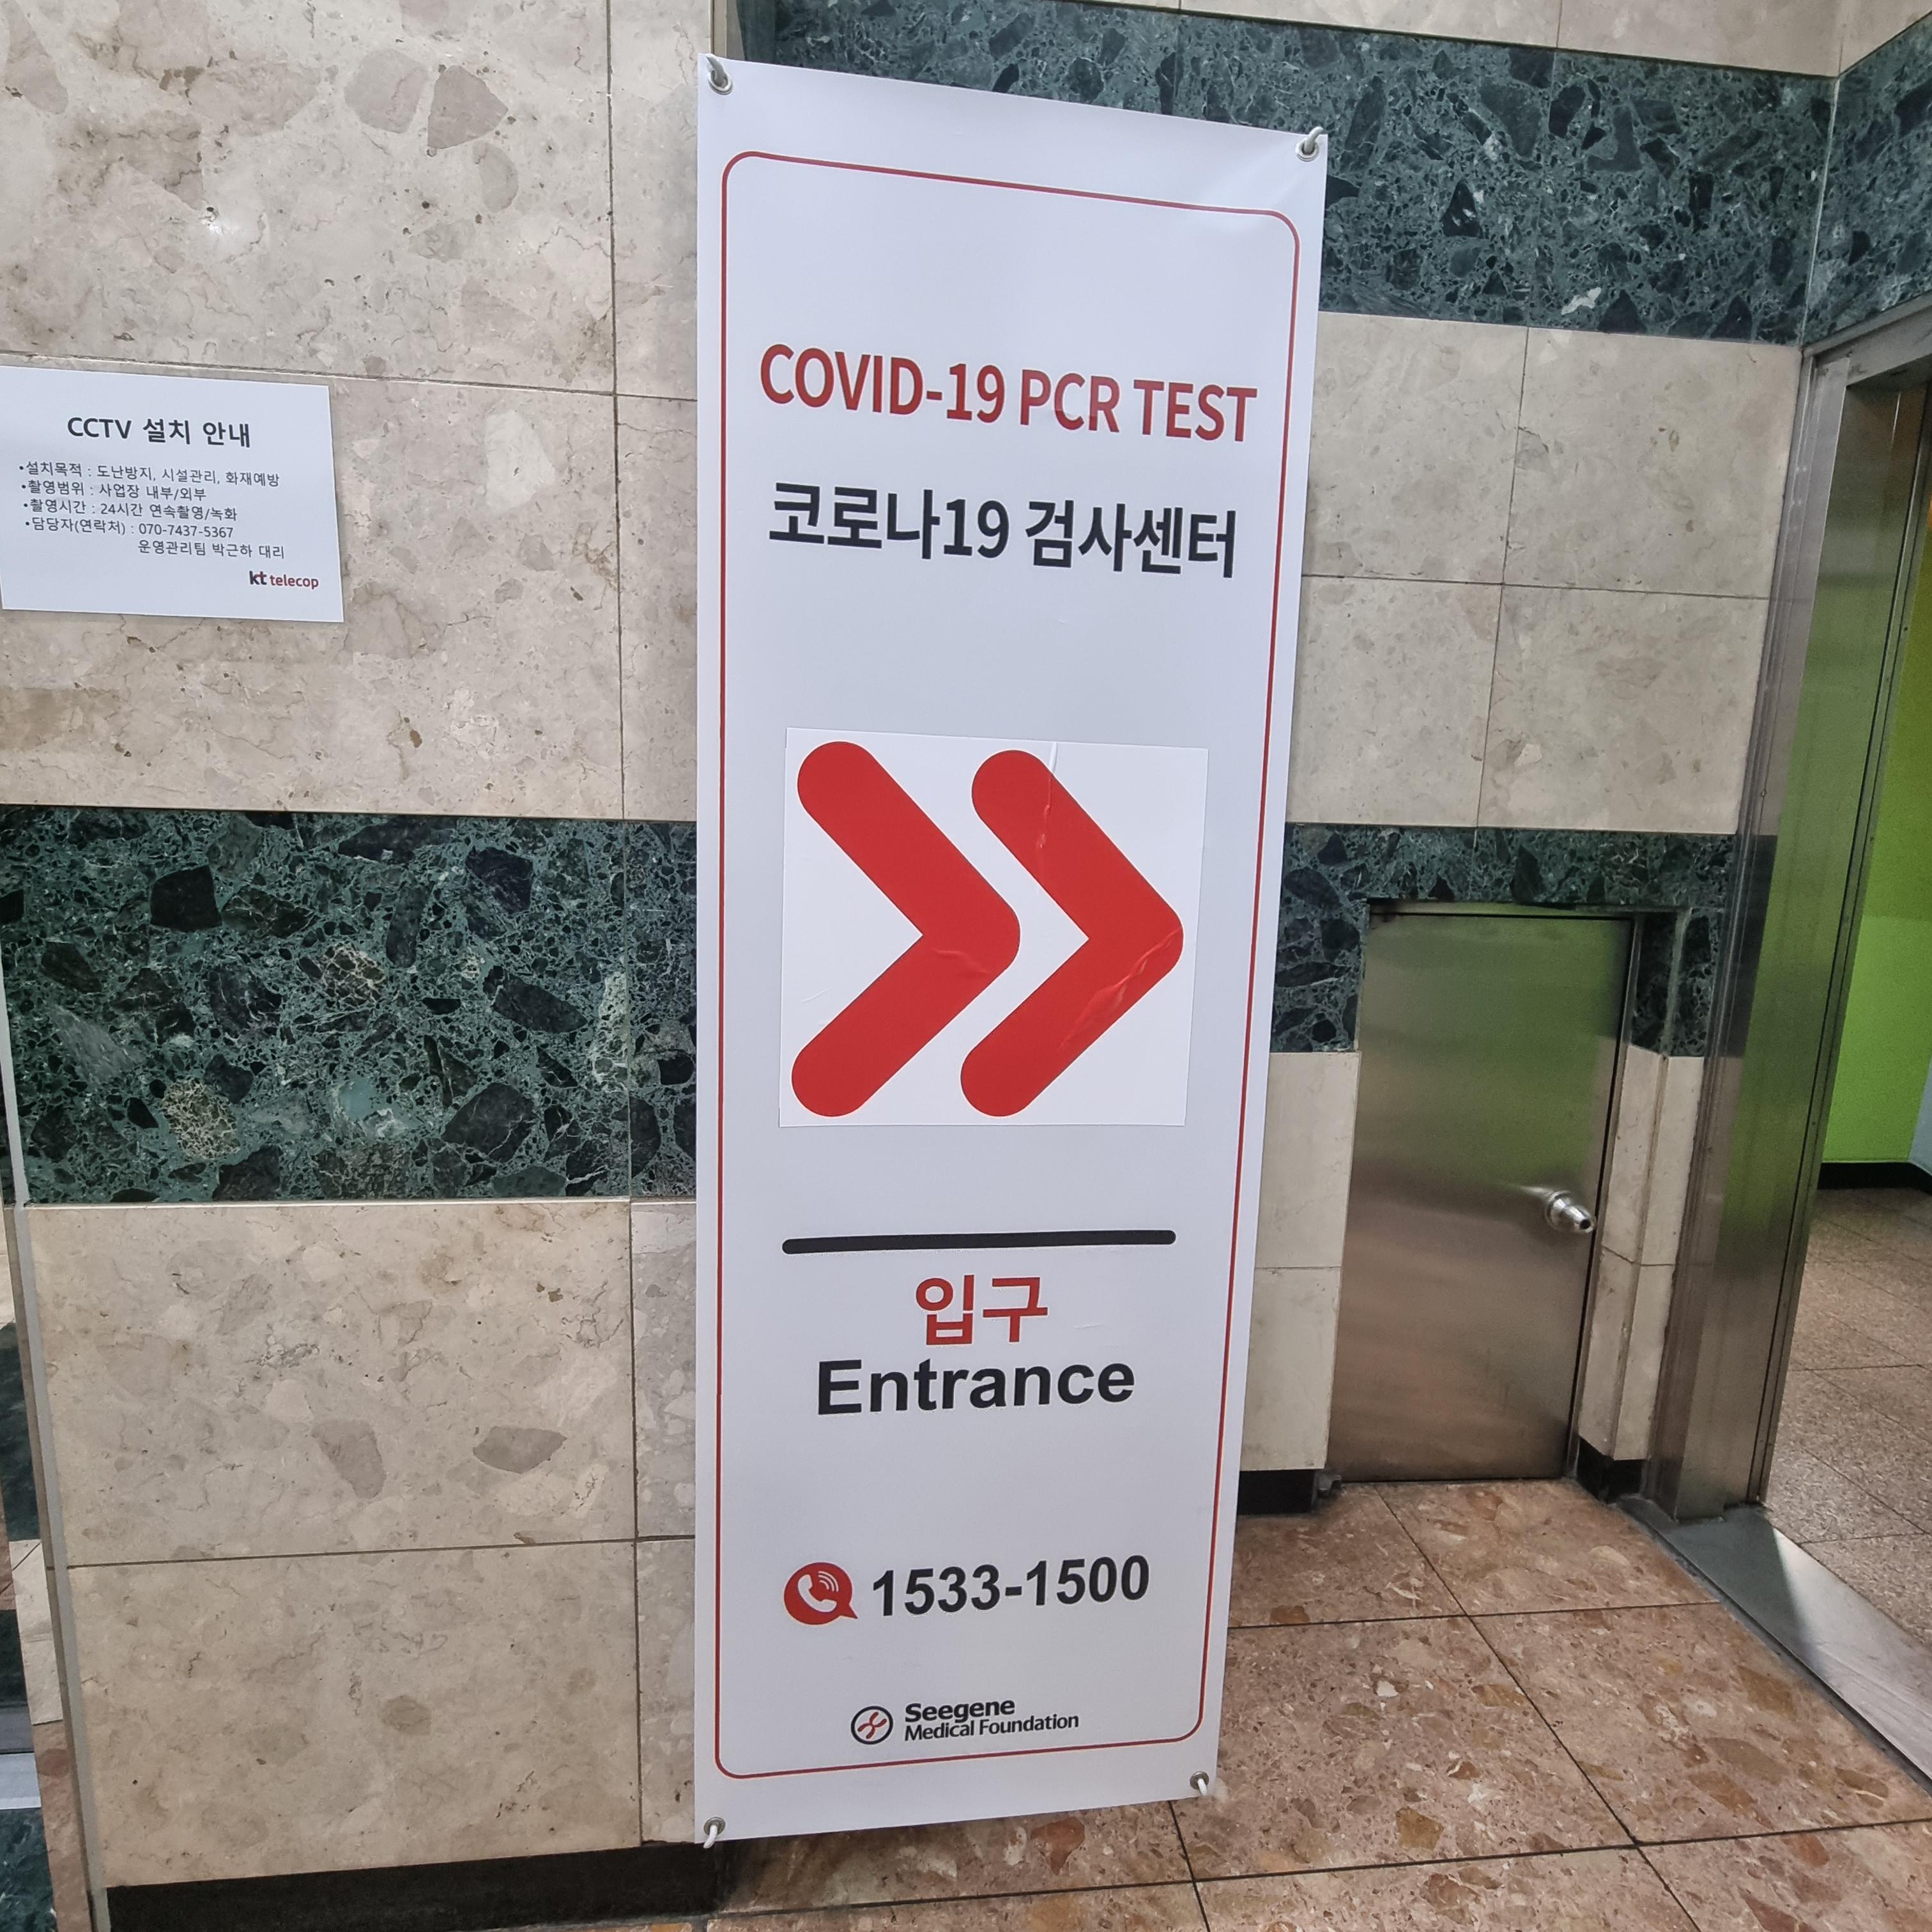 CCTV 설치 안내
•설치목적 : 도난방지, 시설관리, 화재예방
•촬영범위 : 사업장 내부/외부
•촬영시간 : 24시간 연속촬영/녹화
•담당자(연락처) : 070-7437-5367
운영관리팀 박근하 대리
kt telecop
COVID-19 PCR TEST
코로나19 검사센터
입구
Entrance
1533-1500
Seegene
Medical Foundation